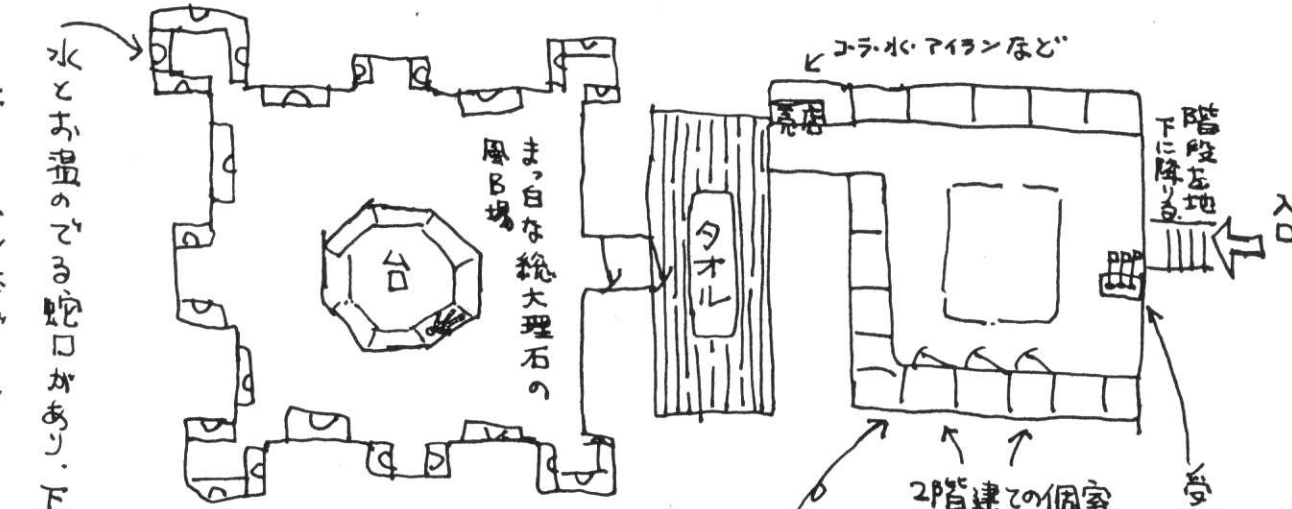 コーラ・水・アイランなど
売店
階段を地
下に降りる
入口
まっ白な総大理石の
風B場
タオル
台
水とお湯のでる蛇口があり、下
2階建ての個室
受